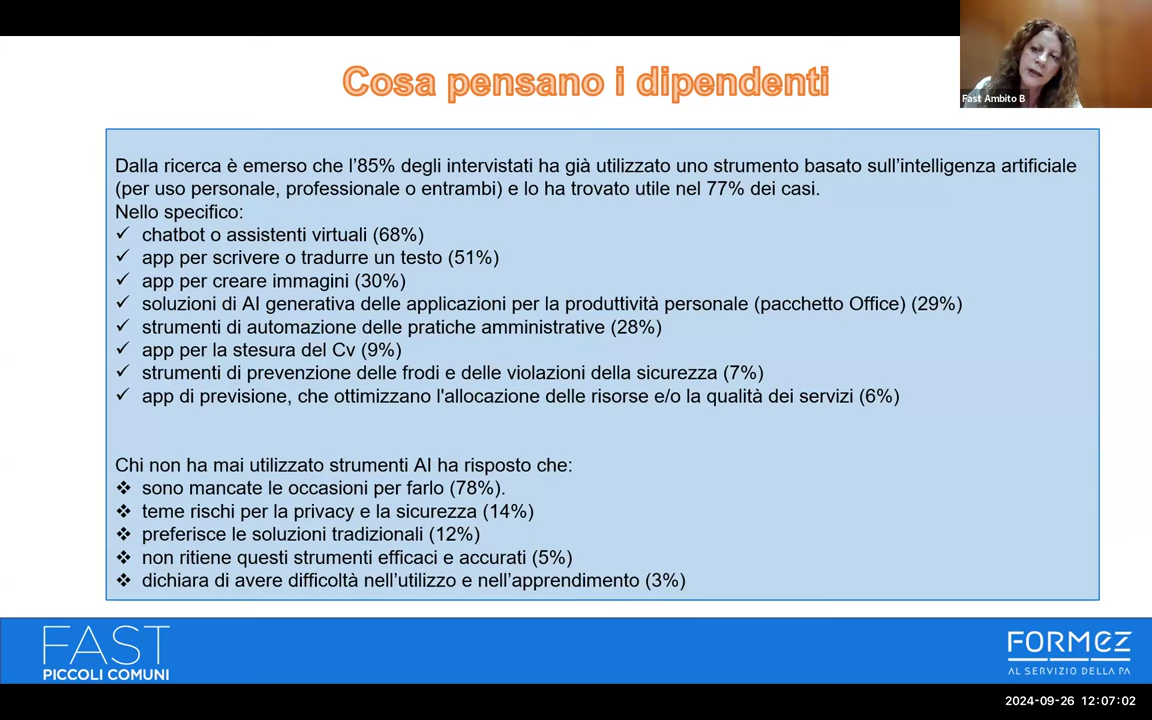 Cosa pensano i dipendenti
Fast Ambito B
Dalla ricerca è emerso che l’85% degli intervistati ha già utilizzato uno strumento basato sull’intelligenza artificiale
(per uso personale, professionale o entrambi) e lo ha trovato utile nel 77% dei casi.
Nello specifico:
✓ chatbot o assistenti virtuali (68%)
✓ app per scrivere o tradurre un testo (51%)
✓ app per creare immagini (30%)
✓ soluzioni di AI generativa delle applicazioni per la produttività personale (pacchetto Office) (29%)
✓ strumenti di automazione delle pratiche amministrative (28%)
✓ app per la stesura del Cv (9%)
✓ strumenti di prevenzione delle frodi e delle violazioni della sicurezza (7%)
✓ app di previsione, che ottimizzano l'allocazione delle risorse e/o la qualità dei servizi (6%)
Chi non ha mai utilizzato strumenti AI ha risposto che:
❖ sono mancate le occasioni per farlo (78%).
❖ teme rischi per la privacy e la sicurezza (14%)
❖ preferisce le soluzioni tradizionali (12%)
❖ non ritiene questi strumenti efficaci e accurati (5%)
❖ dichiara di avere difficoltà nell’utilizzo e nell’apprendimento (3%)
FAST
PICCOLI COMUNI
FORMEZ
AL SERVIZIO DELLA PA
2024-09-26 12:07:02